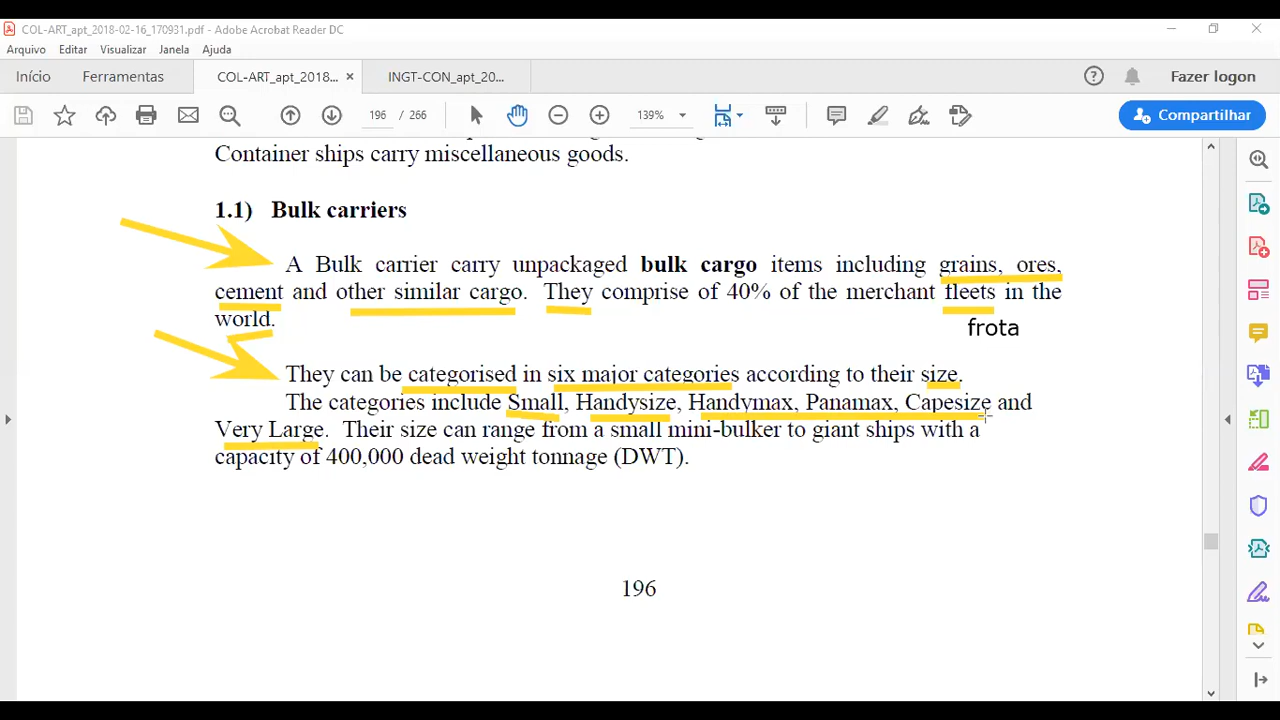 COL-ART_apt_2018-02-16_170931.pdf - Adobe Acrobat Reader DC
Arquivo Editar Visualizar Janela Ajuda
Início Ferramentas COL-ART_apt_2018... × INGT-CON_apt_20... Fazer logon
196 / 266 139% Compartilhar
Container ships carry miscellaneous goods.
1.1) Bulk carriers
A Bulk carrier carry unpackaged bulk cargo items including grains, ores,
cement and other similar cargo. They comprise of 40% of the merchant fleets in the
world.
frota
They can be categorised in six major categories according to their size.
The categories include Small, Handysize, Handymax, Panamax, Capesize and
Very Large. Their size can range from a small mini-bulker to giant ships with a
capacity of 400,000 dead weight tonnage (DWT).
196